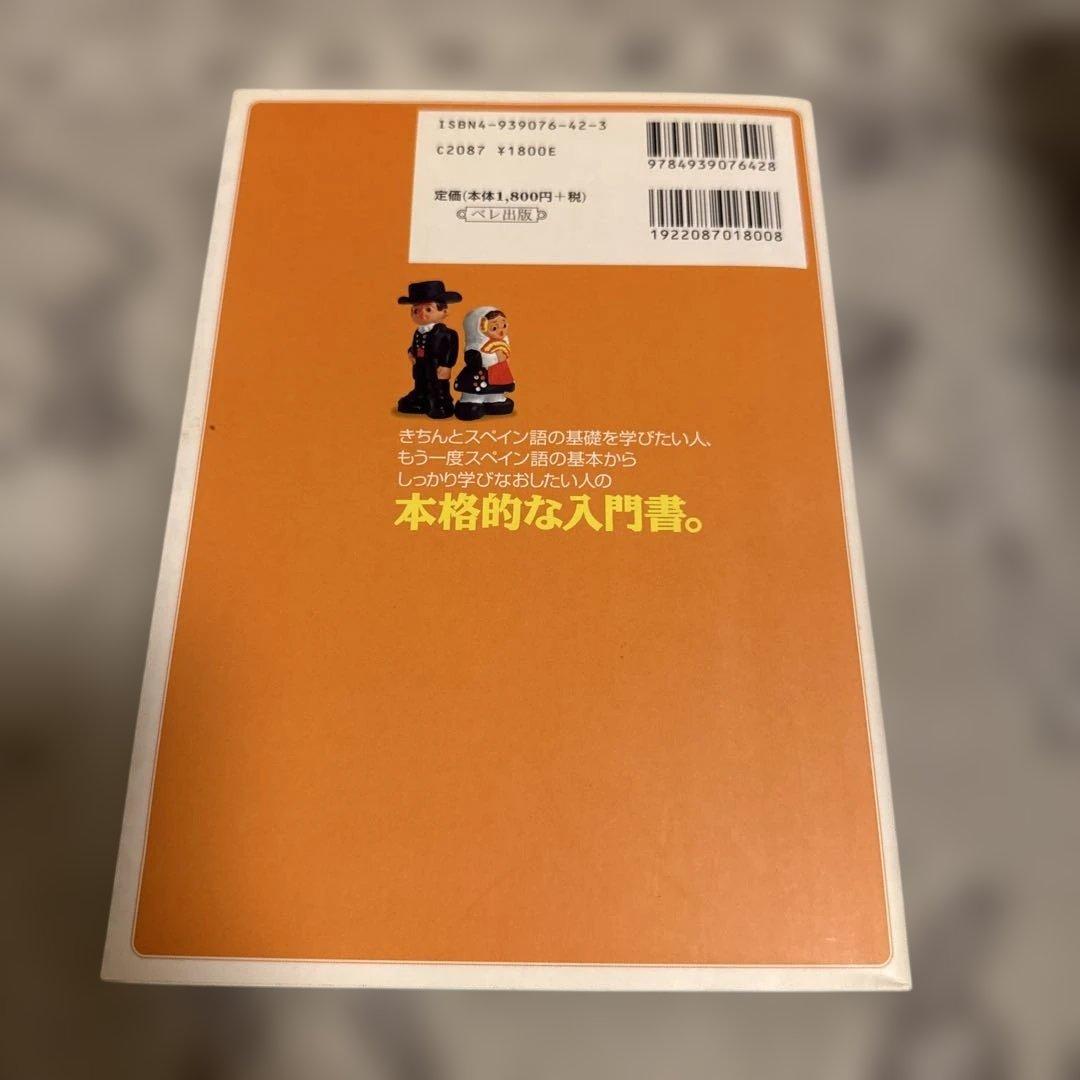 ISBN4-939076-42-3
C2087 ¥1800E
定価(本体1,800円+税)
ベレ出版
9784939076428
1922087018008
きちんとスペイン語の基礎を学びたい人、
もう一度スペイン語の基本から
しっかり学びなおしたい人の
本格的な入門書。